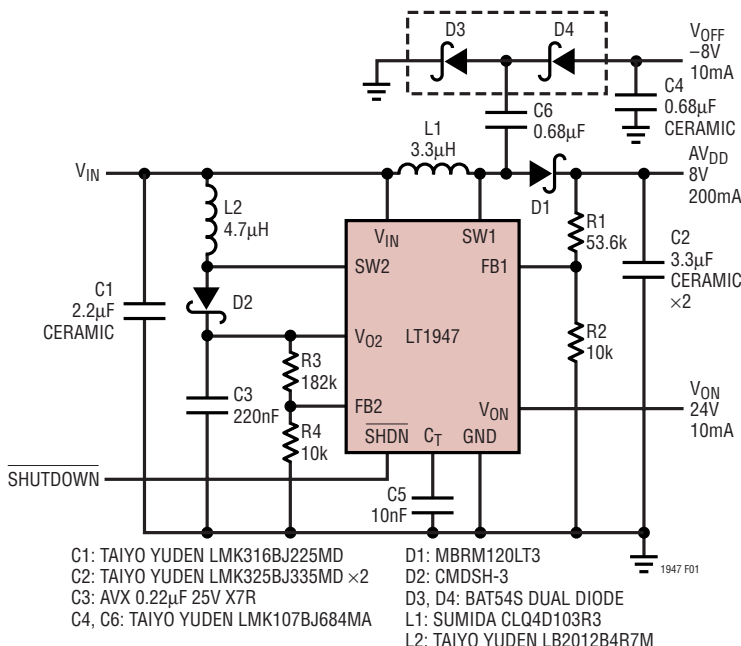 D3
D4
V_OFF
–8V
10mA
C4
0.68µF
CERAMIC
C6
0.68µF
L1
3.3µH
V_IN
AV_DD
8V
200mA
D1
L2
4.7µH
V_IN
SW1
R1
53.6k
SW2
FB1
C2
3.3µF
CERAMIC
×2
C1
2.2µF
CERAMIC
D2
V_O2
LT1947
R2
10k
R3
182k
C3
220nF
FB2
V_ON
V_ON
24V
10mA
R4
10k
SHDN
C_T
GND
SHUTDOWN
C5
10nF
1947 F01
C1: TAIYO YUDEN LMK316BJ225MD
C2: TAIYO YUDEN LMK325BJ335MD ×2
C3: AVX 0.22µF 25V X7R
C4, C6: TAIYO YUDEN LMK107BJ684MA
D1: MBRM120LT3
D2: CMDSH-3
D3, D4: BAT54S DUAL DIODE
L1: SUMIDA CLQ4D103R3
L2: TAIYO YUDEN LB2012B4R7M